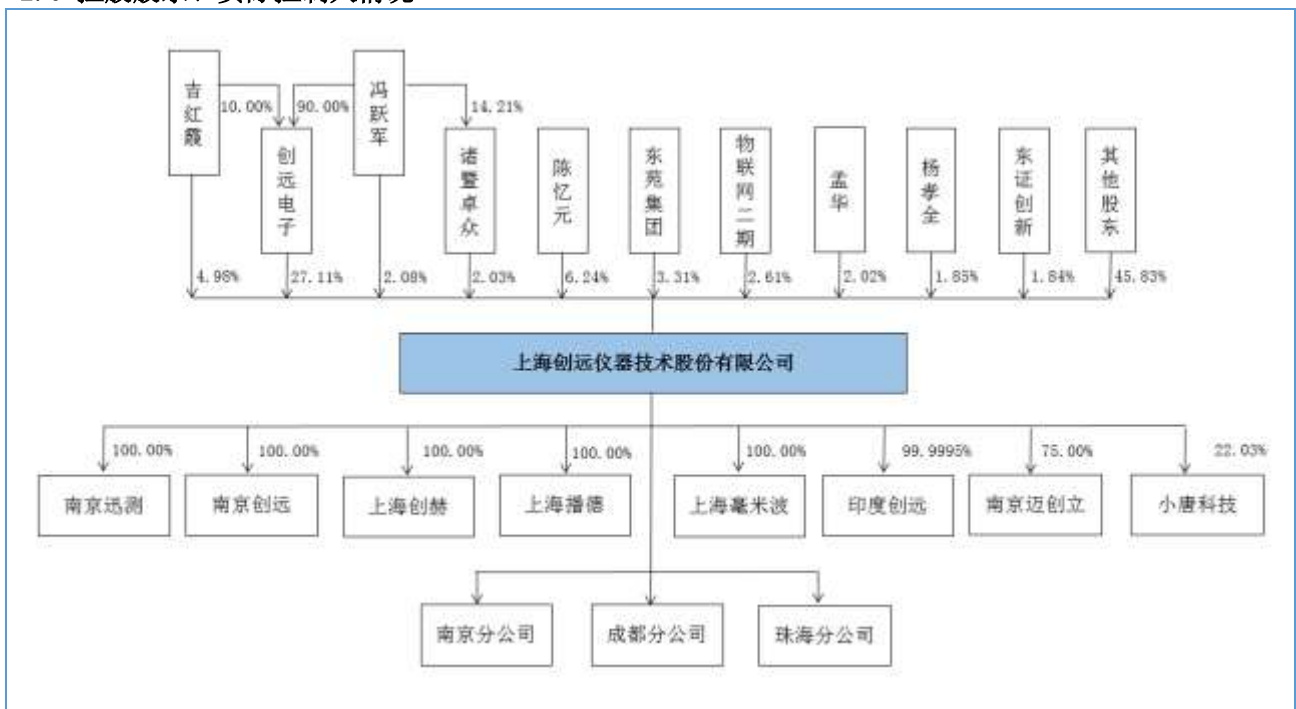 吉红霞
冯跃军
10.00%
90.00%
14.21%
创远电子
诸暨卓众
陈忆元
东苑集团
物联网二期
孟华
杨孝全
东证创新
其他股东
4.98%
27.11%
2.08%
2.03%
6.24%
3.31%
2.61%
2.02%
1.85%
1.84%
45.83%
上海创远仪器技术股份有限公司
100.00%
100.00%
100.00%
100.00%
100.00%
99.9995%
75.00%
22.03%
南京迅测
南京创远
上海创赫
上海播德
上海毫米波
印度创远
南京迈创立
小唐科技
南京分公司
成都分公司
珠海分公司